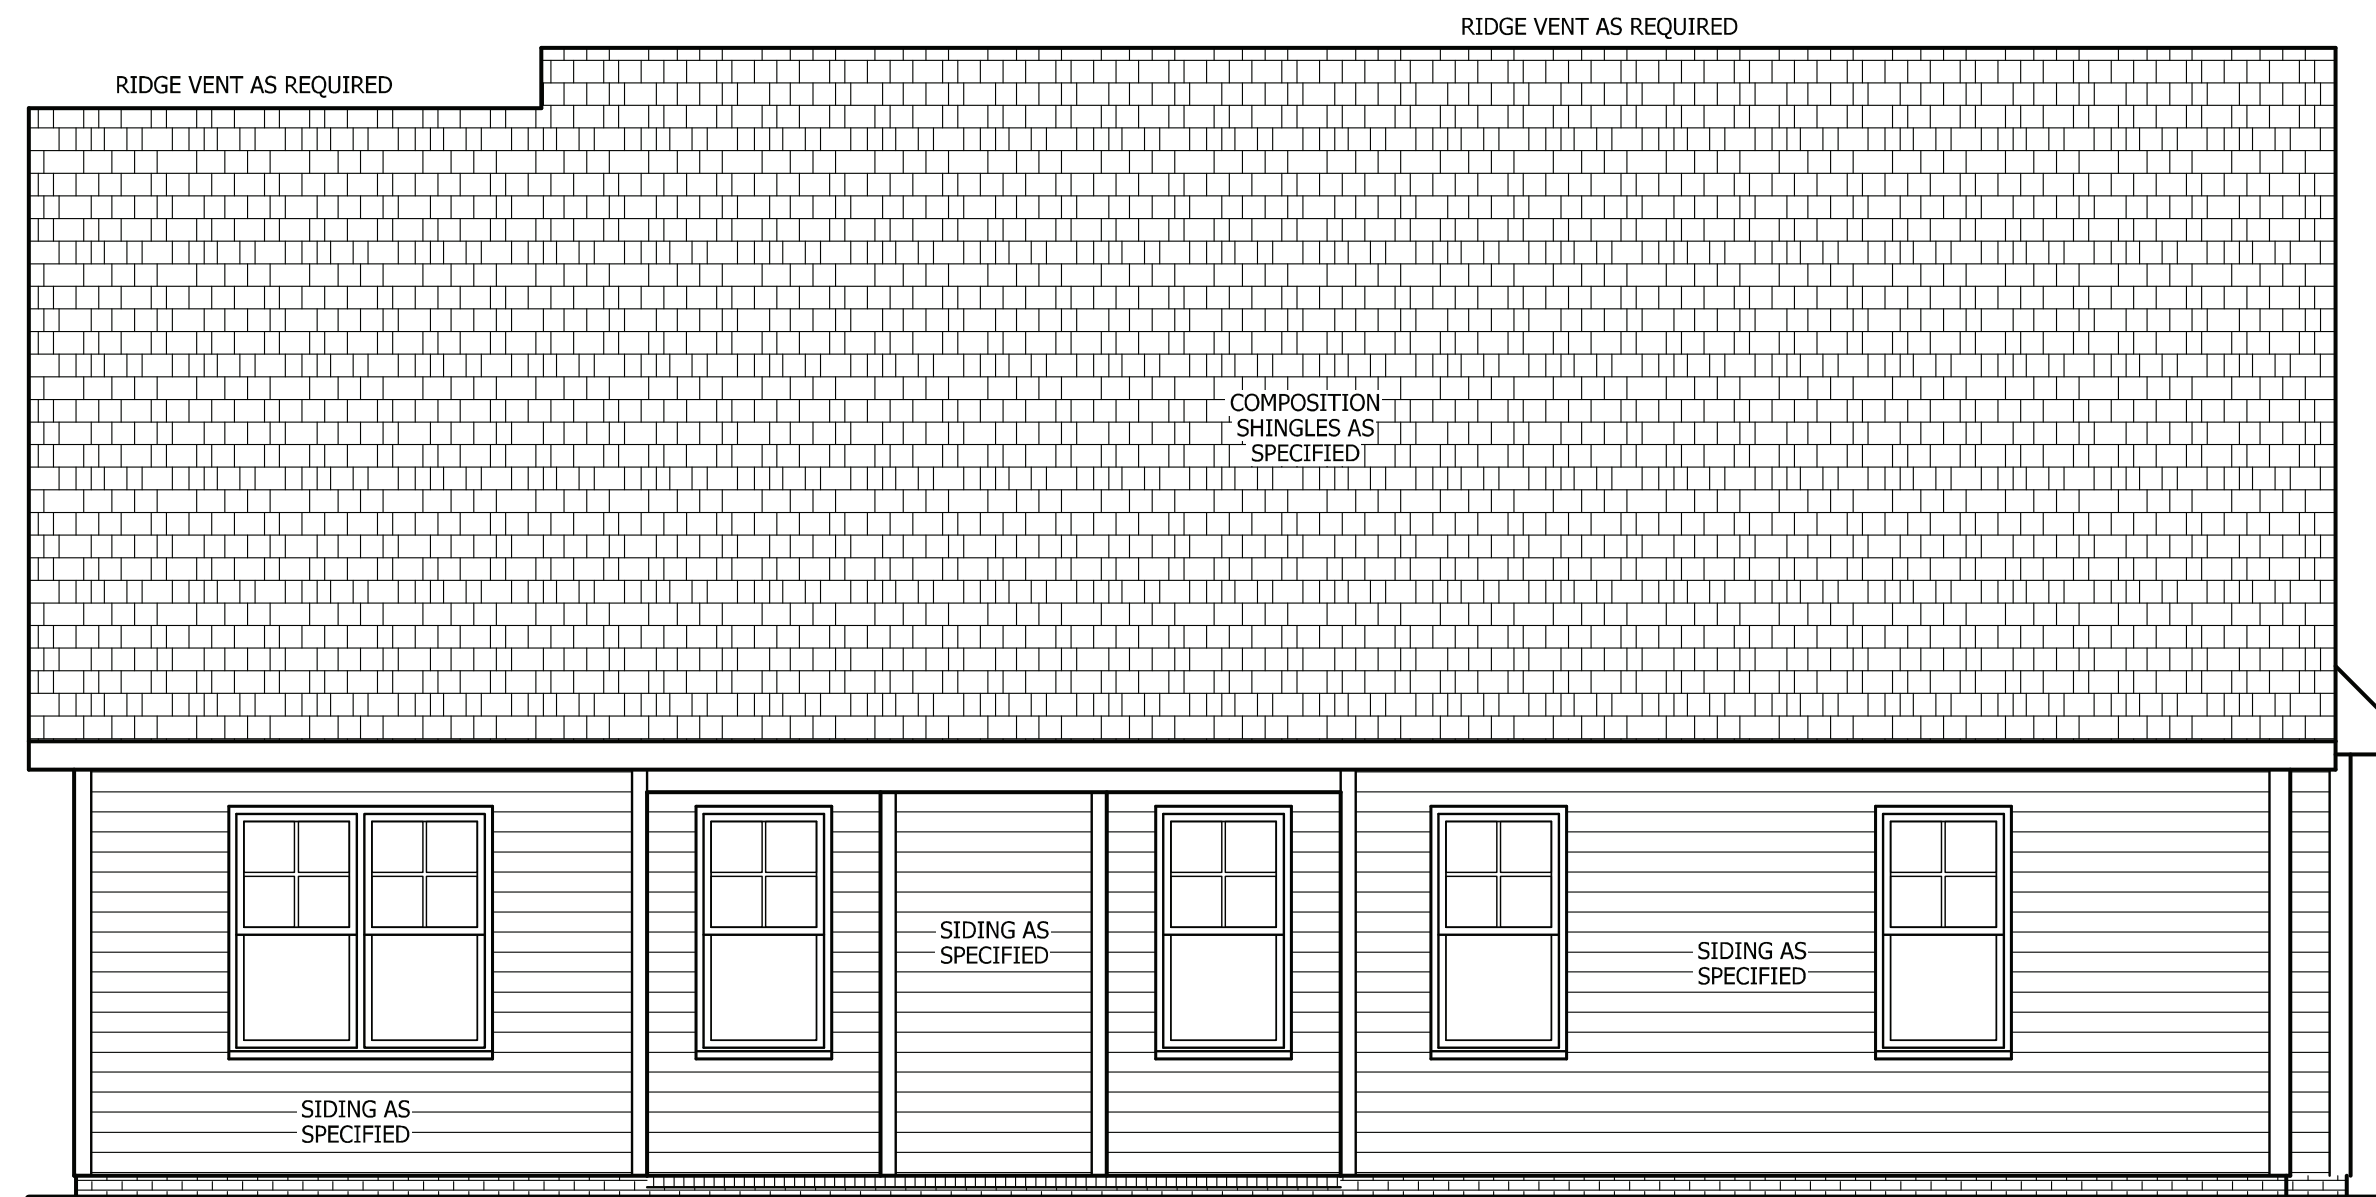 RIDGE VENT AS REQUIRED
RIDGE VENT AS REQUIRED
COMPOSITION
SHINGLES AS
SPECIFIED
SIDING AS
SPECIFIED
SIDING AS
SPECIFIED
SIDING AS
SPECIFIED